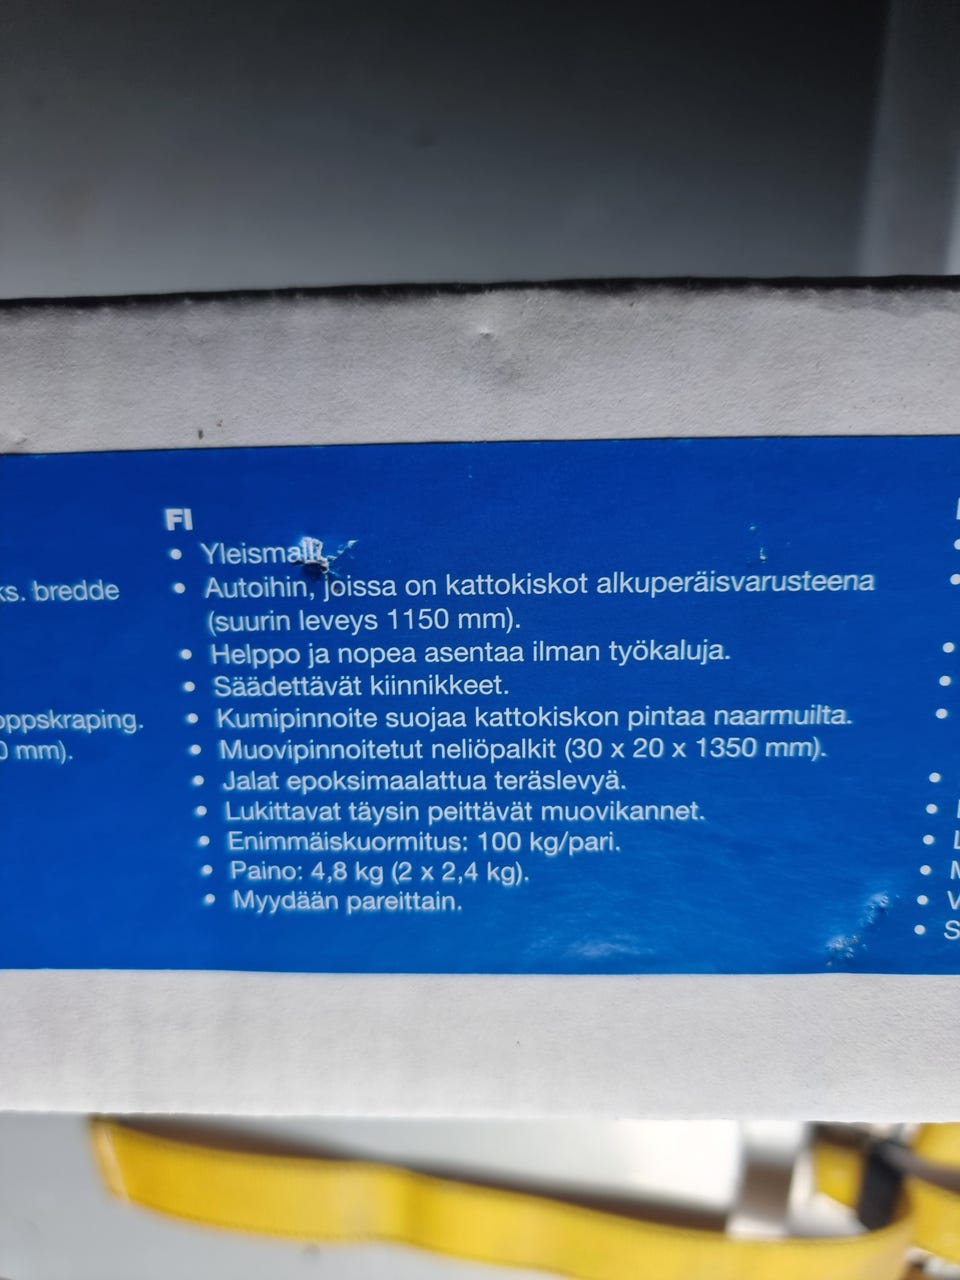 ks. bredde
oppskraping.
0 mm).
FI
• Yleismalli.
• Autoihin, joissa on kattokiskot alkuperäisvarusteena
(suurin leveys 1150 mm).
• Helppo ja nopea asentaa ilman työkaluja.
• Säädettävät kiinnikkeet.
• Kumipinnoite suojaa kattokiskon pintaa naarmuilta.
• Muovipinnoitetut neliöpalkit (30 x 20 x 1350 mm).
• Jalat epoksimaalattua teräslevyä.
• Lukittavat täysin peittävät muovikannet.
• Enimmäiskuormitus: 100 kg/pari.
• Paino: 4,8 kg (2 x 2,4 kg).
• Myydään pareittain.